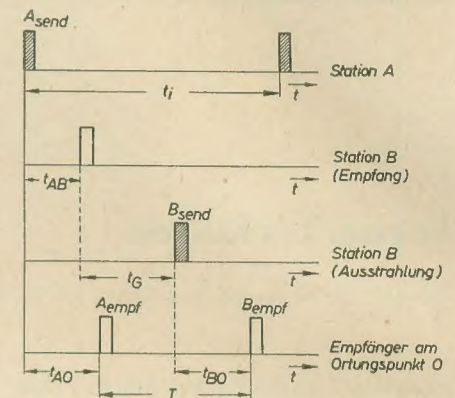 A_send
Station A
t_i
t
Station B
(Empfang)
t_AB
t
B_send
Station B
(Ausstrahlung)
t_G
t
A_empf
B_empf
Empfänger am
Ortungspunkt O
t_AO
t_BO
t
T